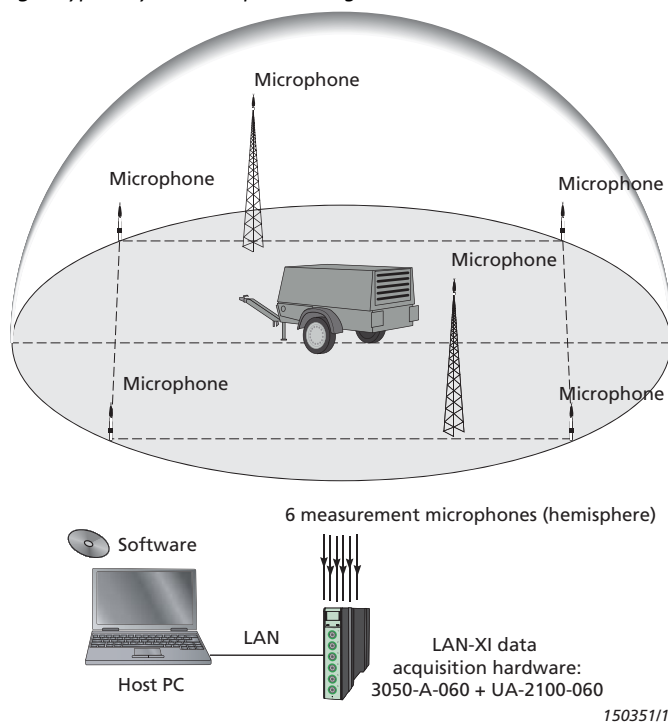 Microphone
Microphone
Microphone
Microphone
Microphone
Microphone
6 measurement microphones (hemisphere)
Software
LAN
Host PC
LAN-XI data
acquisition hardware:
3050-A-060 + UA-2100-060
150351/1